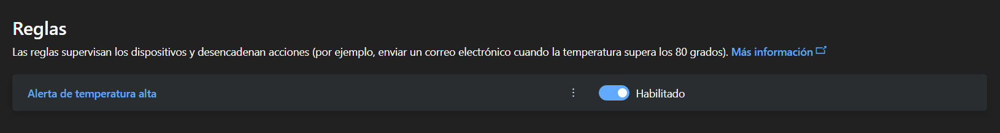 Reglas
Las reglas supervisan los dispositivos y desencadenan acciones (por ejemplo, enviar un correo electrónico cuando la temperatura supera los 80 grados). Más información
Alerta de temperatura alta Habilitado